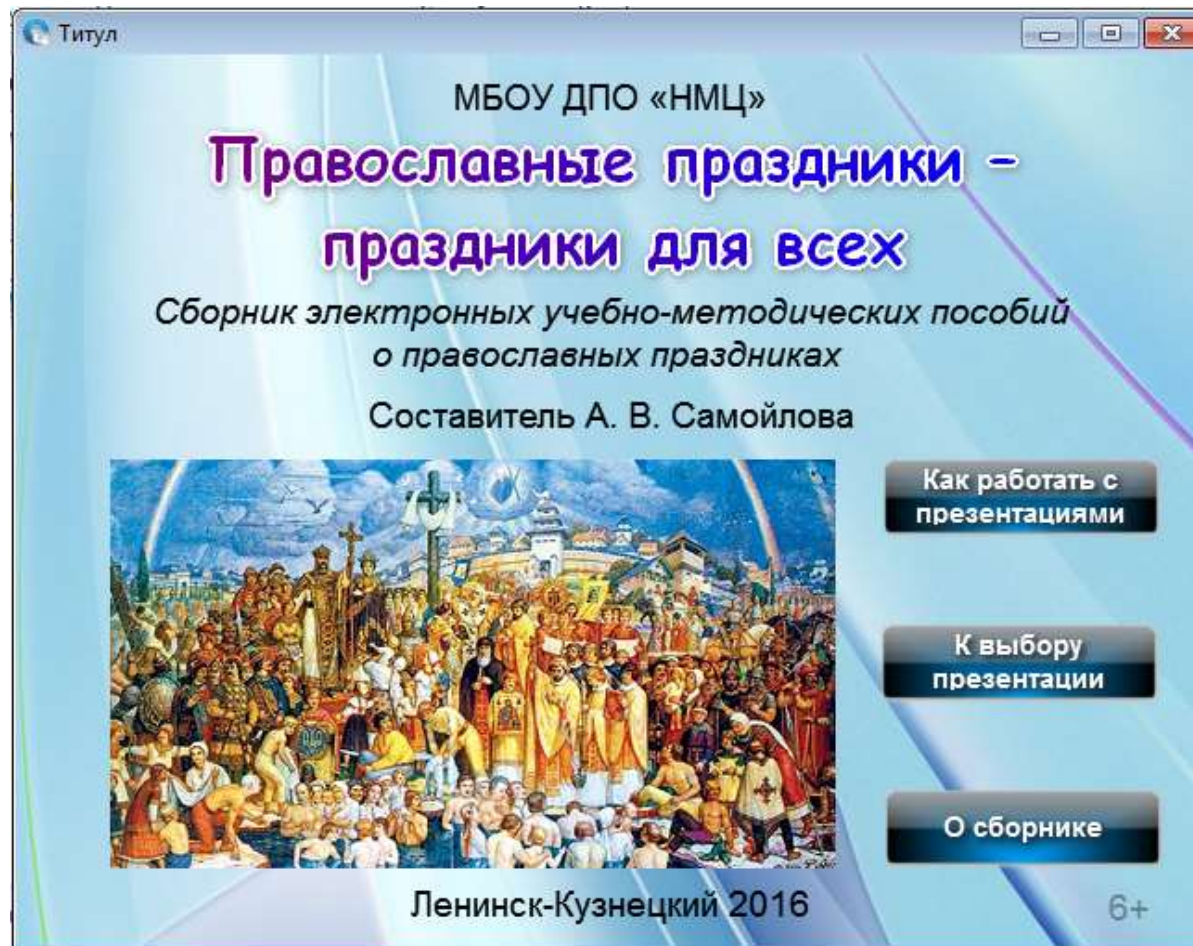 Титул
МБОУ ДПО «НМЦ»
Православные праздники –
праздники для всех
Сборник электронных учебно-методических пособий
о православных праздниках
Составитель А. В. Самойлова
Как работать с
презентациями
К выбору
презентации
О сборнике
Ленинск-Кузнецкий 2016
6+